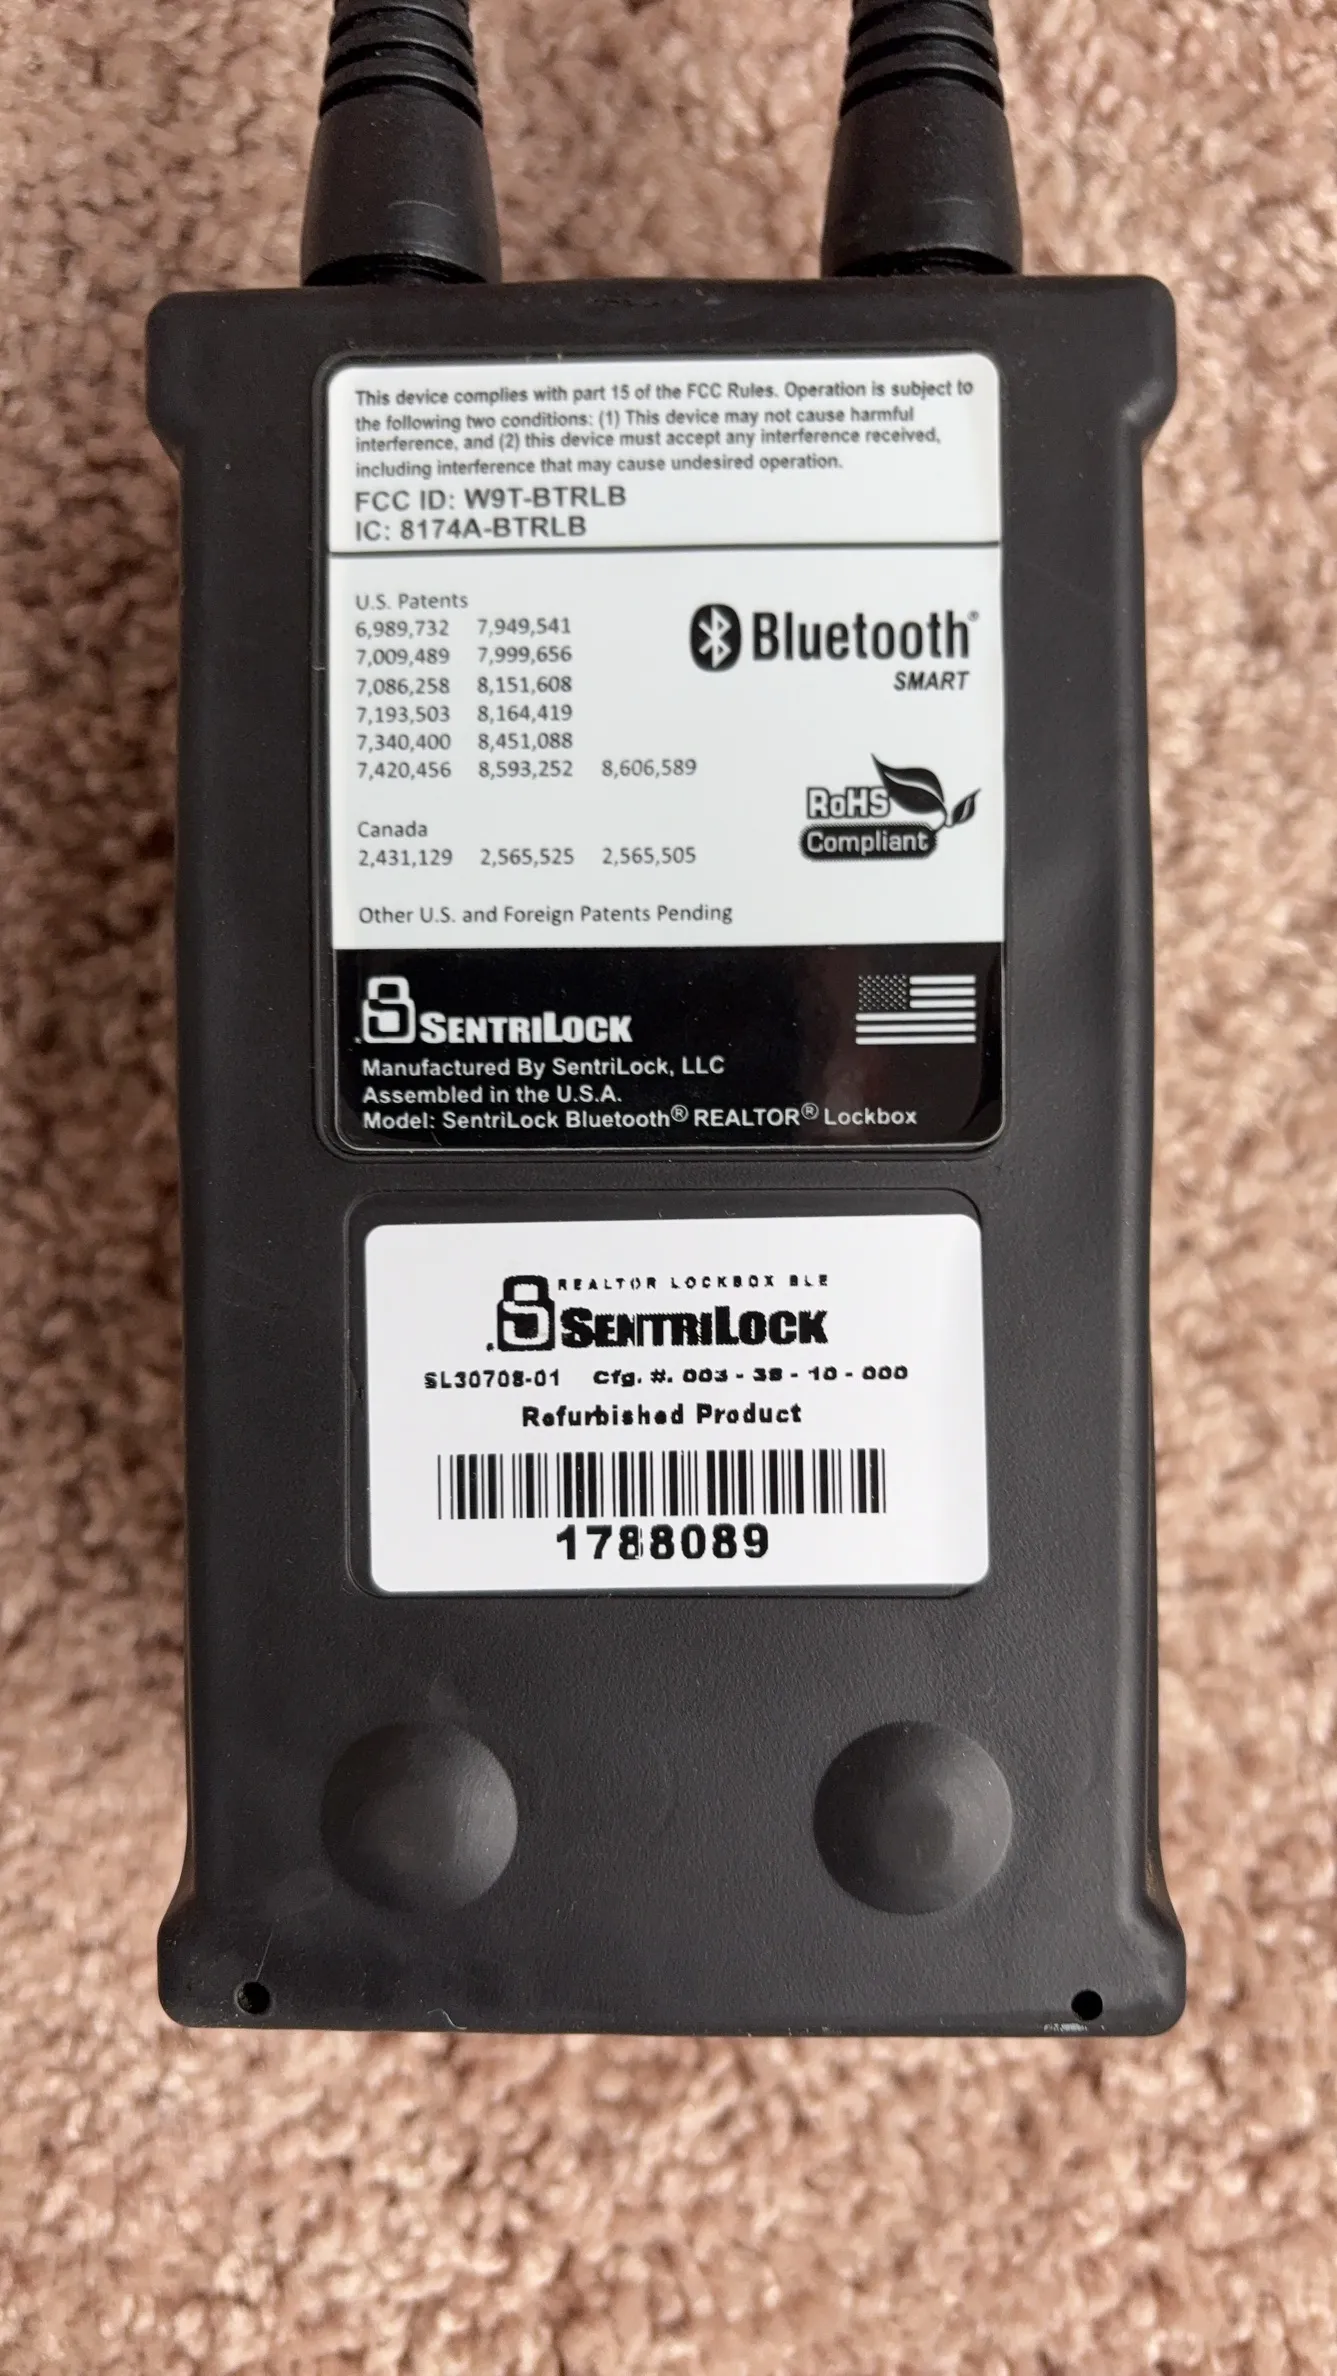 This device complies with part 15 of the FCC Rules. Operation is subject to
the following two conditions: (1) This device may not cause harmful
interference, and (2) this device must accept any interference received,
including interference that may cause undesired operation.
FCC ID: W9T-BTRLB
IC: 8174A-BTRLB
U.S. Patents
6,989,732 7,949,541
7,009,489 7,999,656
7,086,258 8,151,608
7,193,503 8,164,419
7,340,400 8,451,088
7,420,456 8,593,252 8,606,589
Bluetooth®
SMART
RoHS
Compliant
Canada
2,431,129 2,565,525 2,565,505
Other U.S. and Foreign Patents Pending
SENTRILOCK
Manufactured By SentriLock, LLC
Assembled in the U.S.A.
Model: SentriLock Bluetooth® REALTOR® Lockbox
REALTOR LOCKBOX BLE
SENTRILOCK
SL30708-01 Cfg. #. 003 - 38 - 10 - 000
Refurbished Product
1788089